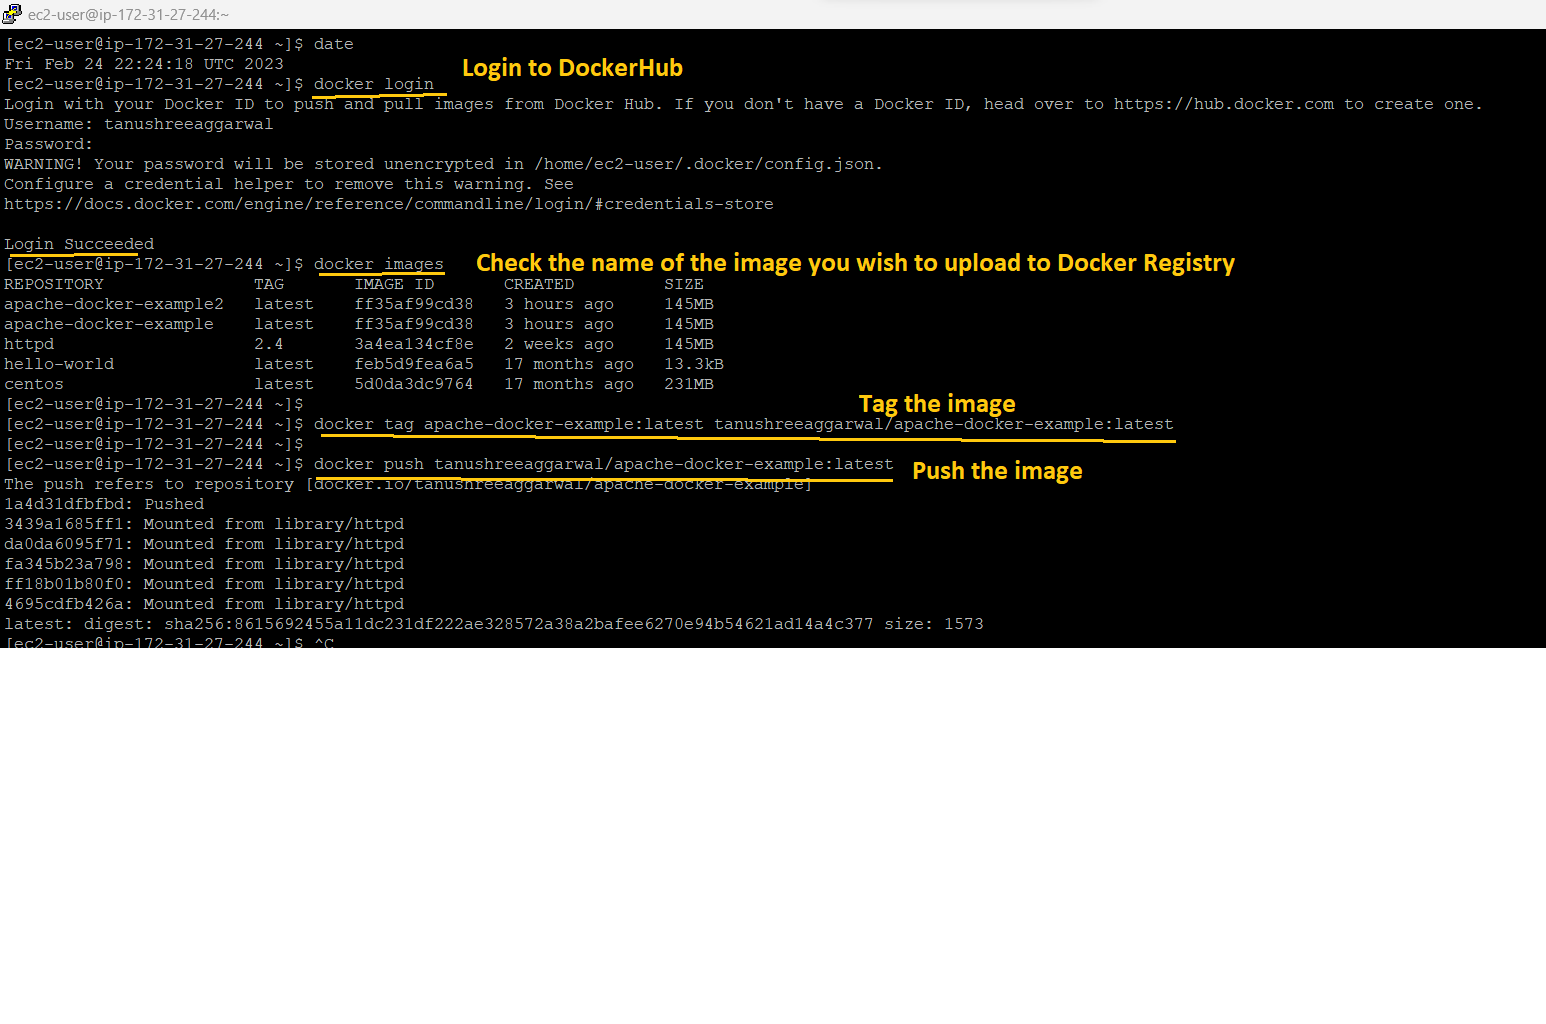 ec2-user@ip-172-31-27-244:~
[ec2-user@ip-172-31-27-244 ~]$ date
Fri Feb 24 22:24:18 UTC 2023
Login to DockerHub
[ec2-user@ip-172-31-27-244 ~]$ docker login
Login with your Docker ID to push and pull images from Docker Hub. If you don't have a Docker ID, head over to https://hub.docker.com to create one.
Username: tanushreeaggarwal
Password:
WARNING! Your password will be stored unencrypted in /home/ec2-user/.docker/config.json.
Configure a credential helper to remove this warning. See
https://docs.docker.com/engine/reference/commandline/login/#credentials-store
Login Succeeded
[ec2-user@ip-172-31-27-244 ~]$ docker images
Check the name of the image you wish to upload to Docker Registry
REPOSITORY TAG IMAGE ID CREATED SIZE
apache-docker-example2 latest ff35af99cd38 3 hours ago 145MB
apache-docker-example latest ff35af99cd38 3 hours ago 145MB
httpd 2.4 3a4ea134cf8e 2 weeks ago 145MB
hello-world latest feb5d9fea6a5 17 months ago 13.3kB
centos latest 5d0da3dc9764 17 months ago 231MB
[ec2-user@ip-172-31-27-244 ~]$
Tag the image
[ec2-user@ip-172-31-27-244 ~]$ docker tag apache-docker-example:latest tanushreeaggarwal/apache-docker-example:latest
[ec2-user@ip-172-31-27-244 ~]$
[ec2-user@ip-172-31-27-244 ~]$ docker push tanushreeaggarwal/apache-docker-example:latest
Push the image
The push refers to repository [docker.io/tanushreeaggarwal/apache-docker-example]
1a4d31dfbfbd: Pushed
3439a1685ff1: Mounted from library/httpd
da0da6095f71: Mounted from library/httpd
fa345b23a798: Mounted from library/httpd
ff18b01b80f0: Mounted from library/httpd
4695cdfb426a: Mounted from library/httpd
latest: digest: sha256:8615692455a11dc231df222ae328572a38a2bafee6270e94b54621ad14a4c377 size: 1573
[ec2-user@ip-172-31-27-244 ~]$ ^C